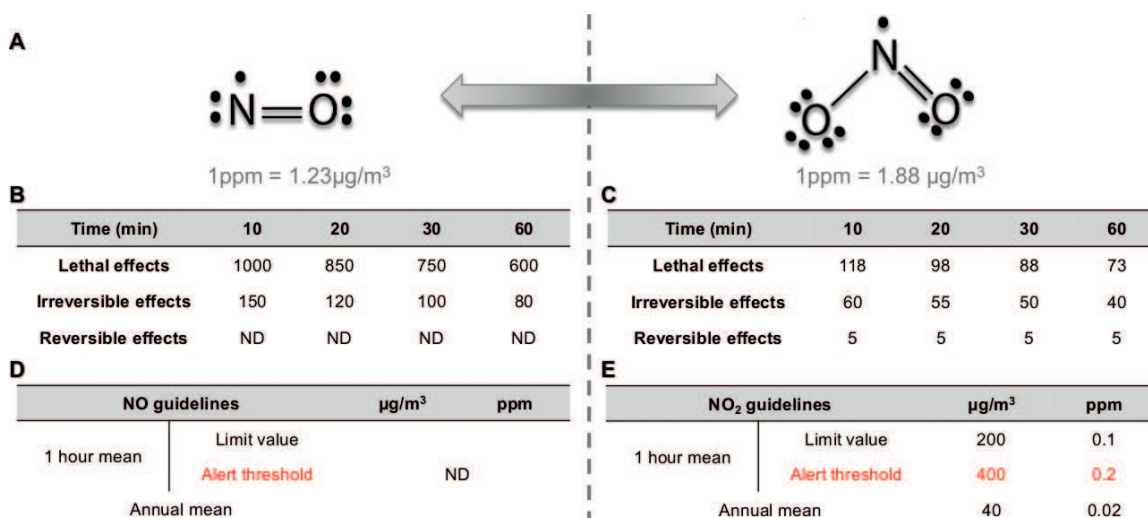 A
N O
N
O O
1ppm = 1.23µg/m³
1ppm = 1.88 µg/m³
B
Time (min) 10 20 30 60
Lethal effects 1000 850 750 600
Irreversible effects 150 120 100 80
Reversible effects ND ND ND ND
C
Time (min) 10 20 30 60
Lethal effects 118 98 88 73
Irreversible effects 60 55 50 40
Reversible effects 5 5 5 5
D
NO guidelines µg/m³ ppm
1 hour mean
Limit value
Alert threshold
ND
Annual mean
E
NO₂ guidelines µg/m³ ppm
1 hour mean
Limit value 200 0.1
Alert threshold 400 0.2
Annual mean 40 0.02